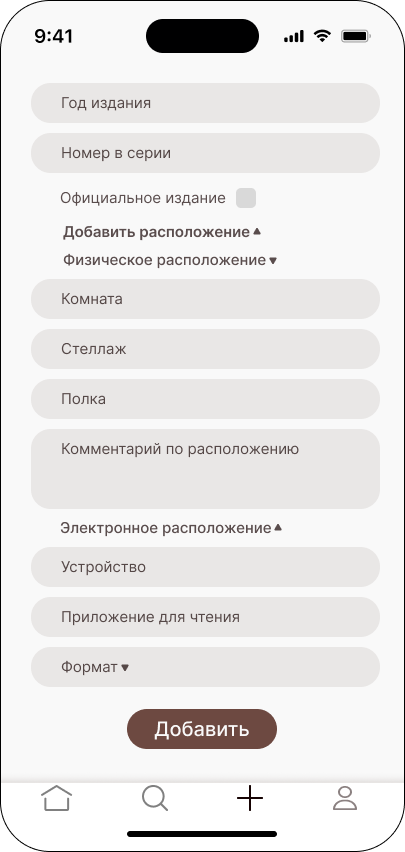 9:41
Год издания
Номер в серии
Официальное издание
Добавить расположение
Физическое расположение
Комната
Стеллаж
Полка
Комментарий по расположению
Электронное расположение
Устройство
Приложение для чтения
Формат
Добавить